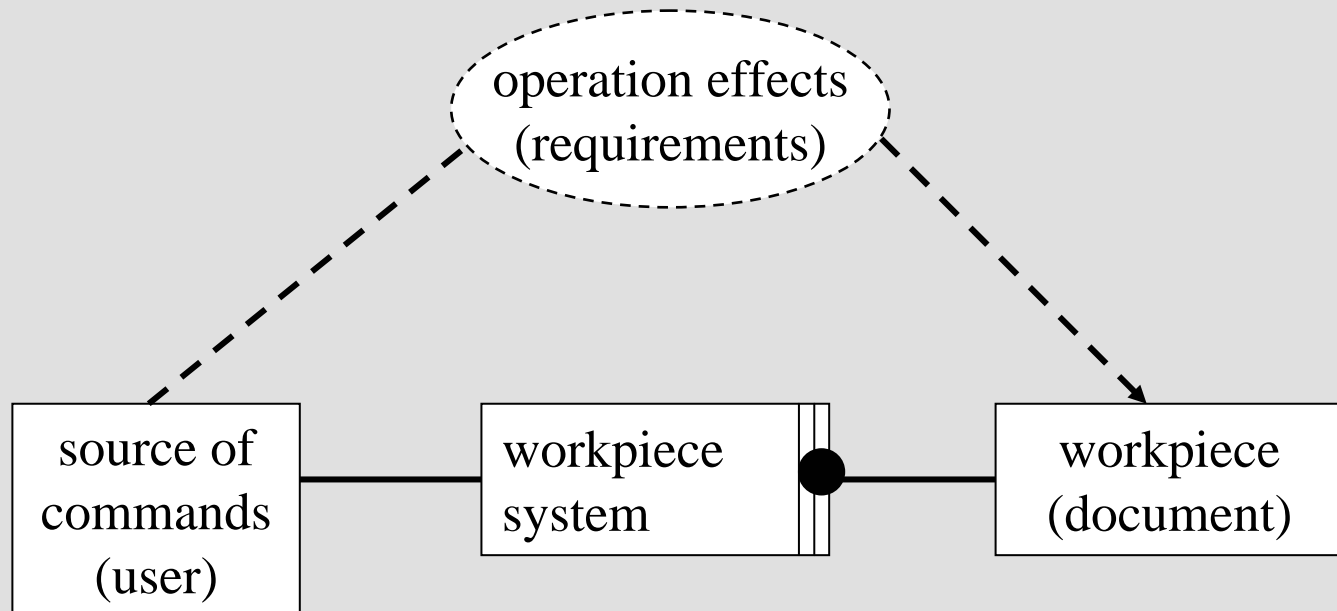 operation effects
(requirements)
source of
commands
(user)
workpiece
system
workpiece
(document)